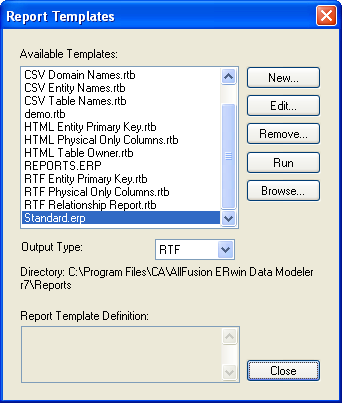 Report Templates
Available Templates:
CSV Domain Names.rtb
CSV Entity Names.rtb
CSV Table Names.rtb
demo.rtb
HTML Entity Primary Key.rtb
HTML Physical Only Columns.rtb
HTML Table Owner.rtb
REPORTS.ERP
RTF Entity Primary Key.rtb
RTF Physical Only Columns.rtb
RTF Relationship Report.rtb
Standard.erp
New...
Edit...
Remove...
Run
Browse...
Output Type:
RTF
Directory: C:\Program Files\CA\AllFusion ERwin Data Modeler
r7\Reports
Report Template Definition:
Close